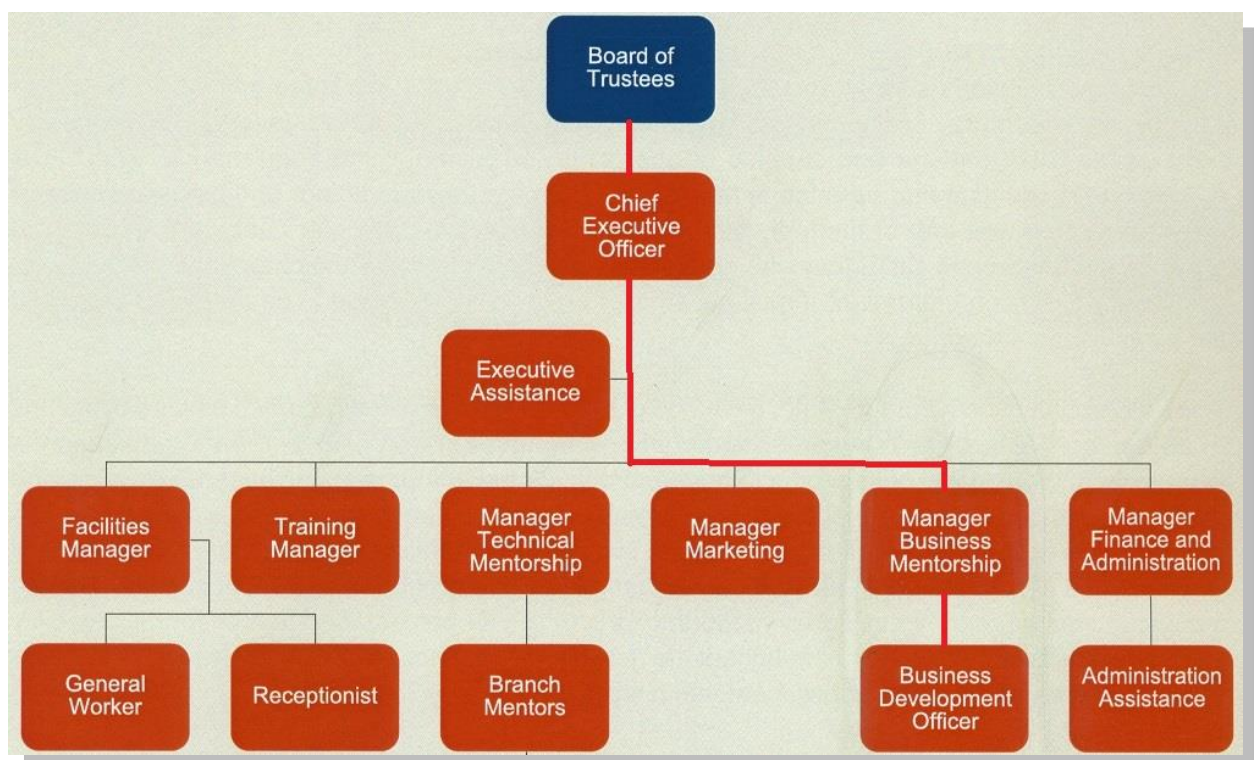 Board of
Trustees
Chief
Executive
Officer
Executive
Assistance
Facilities
Manager
Training
Manager
Manager
Technical
Mentorship
Manager
Marketing
Manager
Business
Mentorship
Manager
Finance and
Administration
General
Worker
Receptionist
Branch
Mentors
Business
Development
Officer
Administration
Assistance